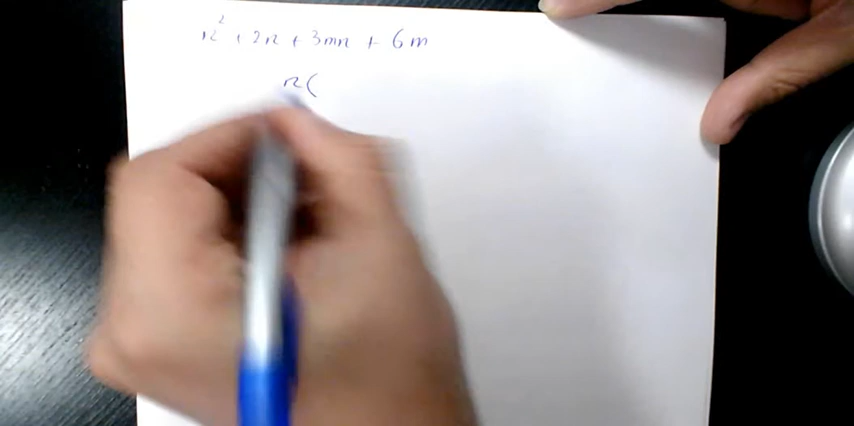 n² + 2n + 3mn + 6m
n(